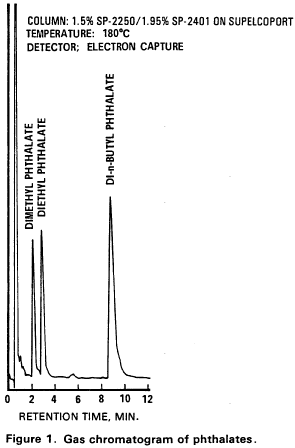 COLUMN: 1.5% SP-2250/1.95% SP-2401 ON SUPELCOPORT
TEMPERATURE: 180°C
DETECTOR; ELECTRON CAPTURE
DIMETHYL PHTHALATE
DIETHYL PHTHALATE
DI-n-BUTYL PHTHALATE
0 2 4 6 8 10 12
RETENTION TIME, MIN.
Figure 1. Gas chromatogram of phthalates.